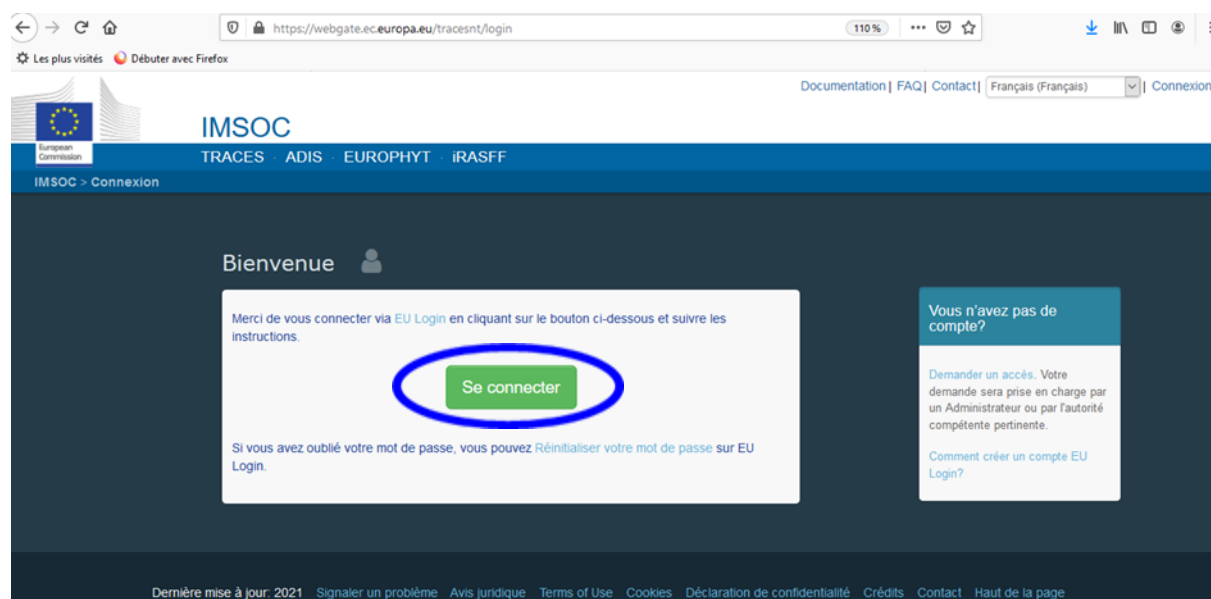 https://webgate.ec.europa.eu/tracesnt/login
110 %
Les plus visités Débuter avec Firefox
Documentation | FAQ | Contact | Français (Français) | Connexion
European
Commission
IMSOC
TRACES · ADIS · EUROPHYT · iRASFF
IMSOC > Connexion
Bienvenue
Merci de vous connecter via EU Login en cliquant sur le bouton ci-dessous et suivre les
instructions.
Se connecter
Si vous avez oublié votre mot de passe, vous pouvez Réinitialiser votre mot de passe sur EU
Login.
Vous n'avez pas de
compte?
Demander un accès. Votre
demande sera prise en charge par
un Administrateur ou par l'autorité
compétente pertinente.
Comment créer un compte EU
Login?
Dernière mise à jour: 2021 Signaler un problème Avis juridique Terms of Use Cookies Déclaration de confidentialité Crédits Contact Haut de la page